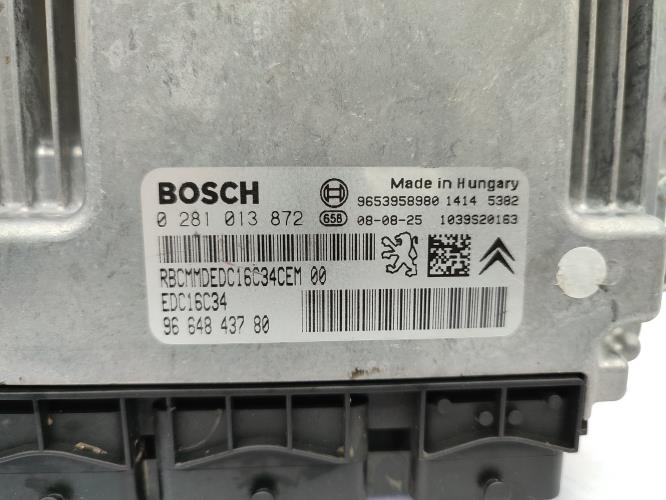 BOSCH
Made in Hungary
9653958980 1414 5382
0 281 013 872 658 08-08-25 1039S20163
RBCMMDEDC16C34CEM 00
EDC16C34
96 648 437 80